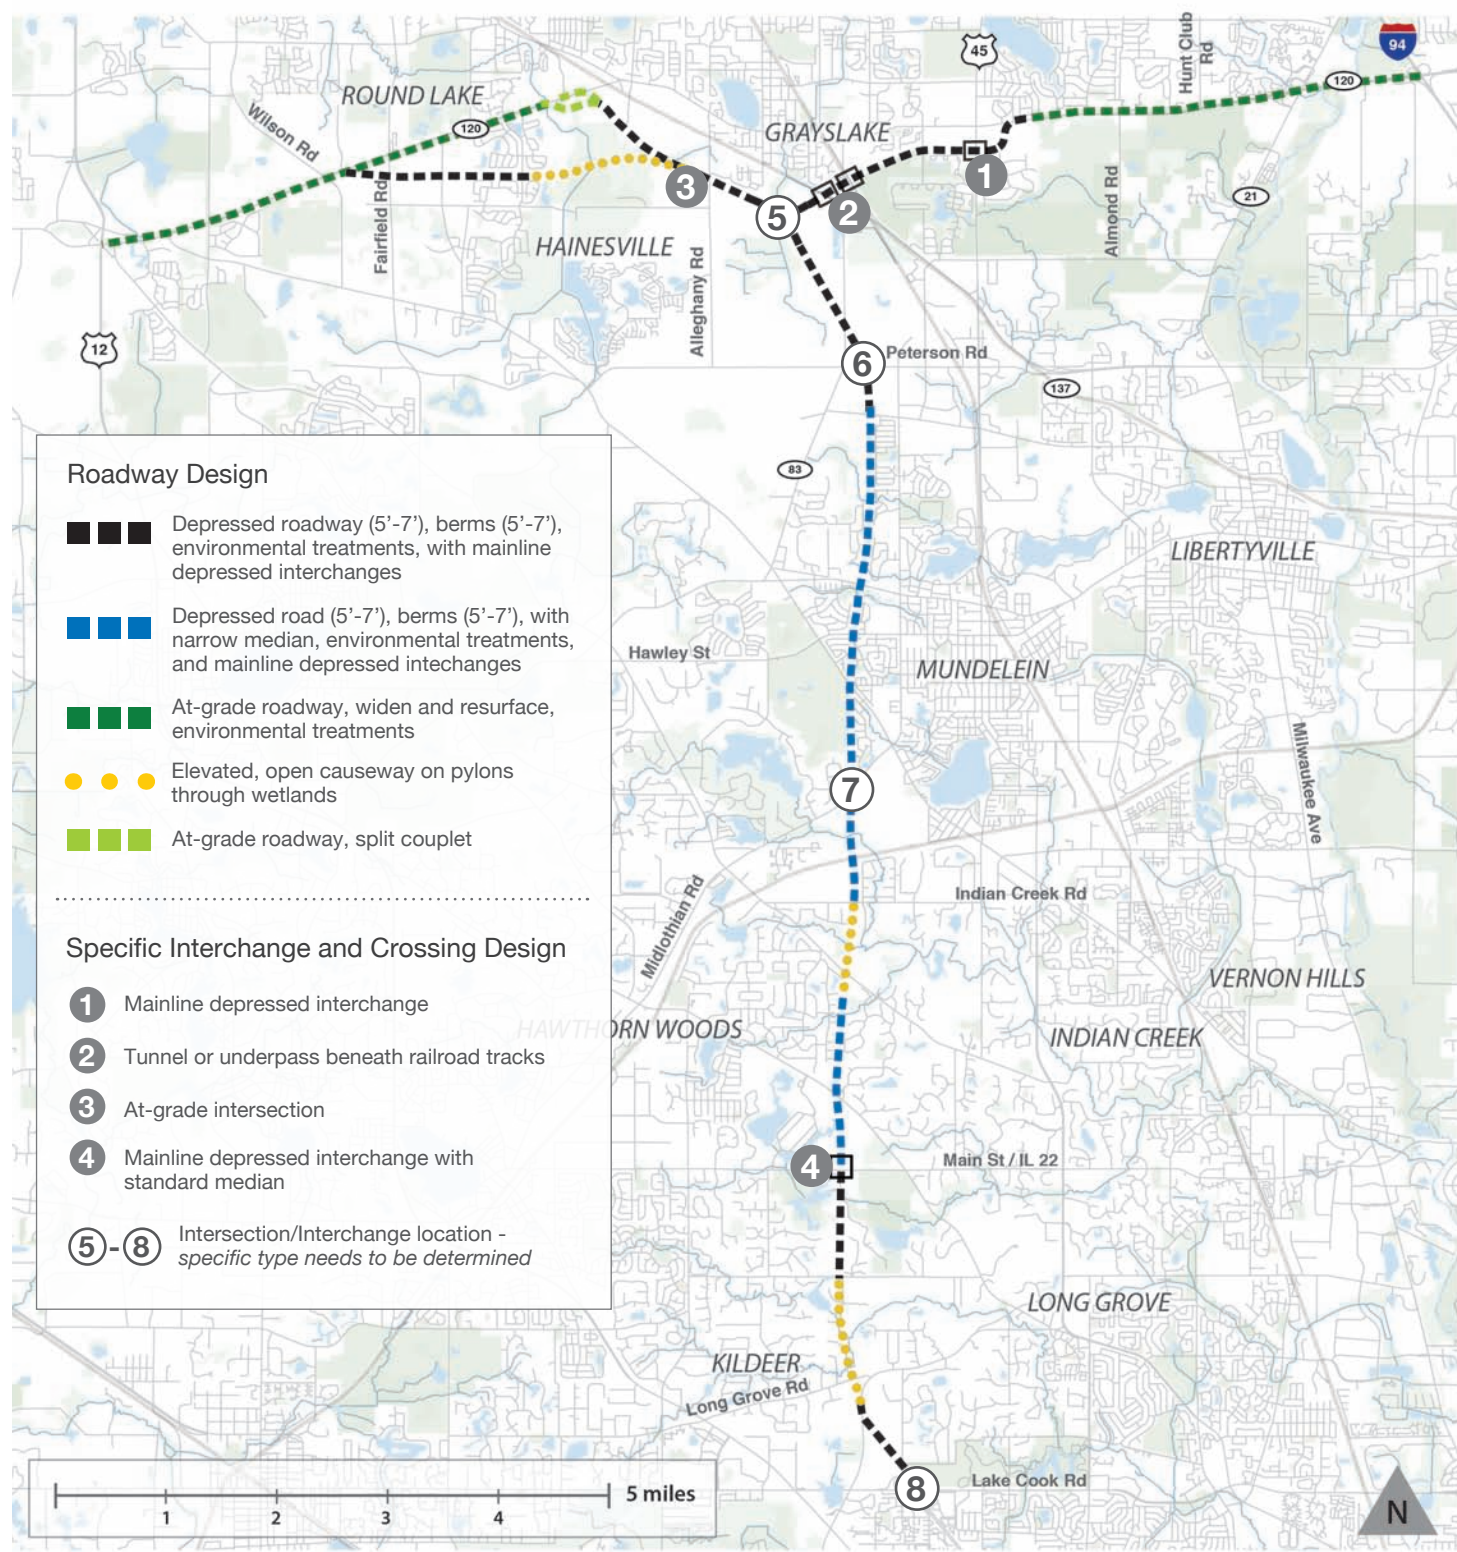 94
45
Hunt Club
Rd
120
ROUND LAKE
Wilson Rd
120
GRAYSLAKE
1
3
2
5
21
Fairfield Rd
HAINESVILLE
Alleghany Rd
Almond Rd
12
6
Peterson Rd
137
83
Roadway Design
Depressed roadway (5'-7'), berms (5'-7'),
environmental treatments, with mainline
depressed interchanges
Depressed road (5'-7'), berms (5'-7'), with
narrow median, environmental treatments,
and mainline depressed intechanges
At-grade roadway, widen and resurface,
environmental treatments
Elevated, open causeway on pylons
through wetlands
At-grade roadway, split couplet
Specific Interchange and Crossing Design
1 Mainline depressed interchange
2 Tunnel or underpass beneath railroad tracks
3 At-grade intersection
4 Mainline depressed interchange with
standard median
5-8 Intersection/Interchange location -
specific type needs to be determined
LIBERTYVILLE
Hawley St
MUNDELEIN
Milwaukee Ave
7
Midlothian Rd
Indian Creek Rd
VERNON HILLS
HAWTHORN WOODS
INDIAN CREEK
4
Main St / IL 22
LONG GROVE
KILDEER
Long Grove Rd
8
Lake Cook Rd
5 miles
1
2
3
4
N